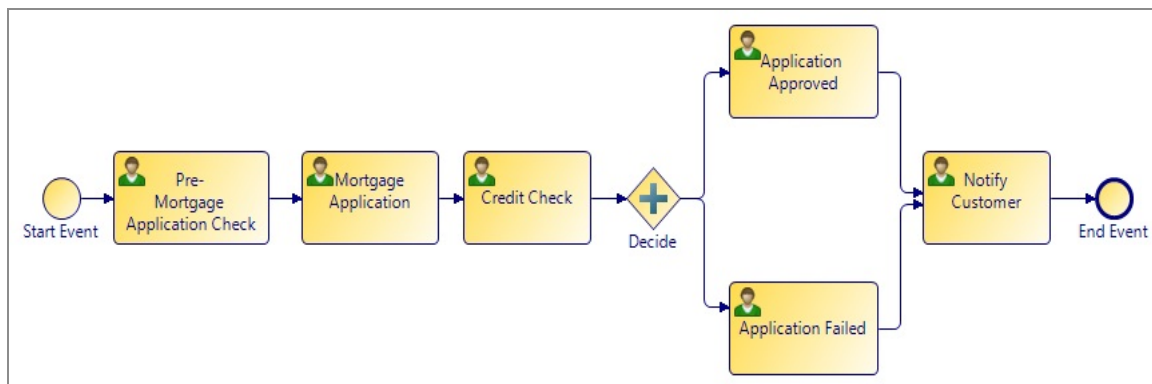 Start Event
Pre-
Mortgage
Application Check
Mortgage
Application
Credit Check
Decide
Application
Approved
Application Failed
Notify
Customer
End Event